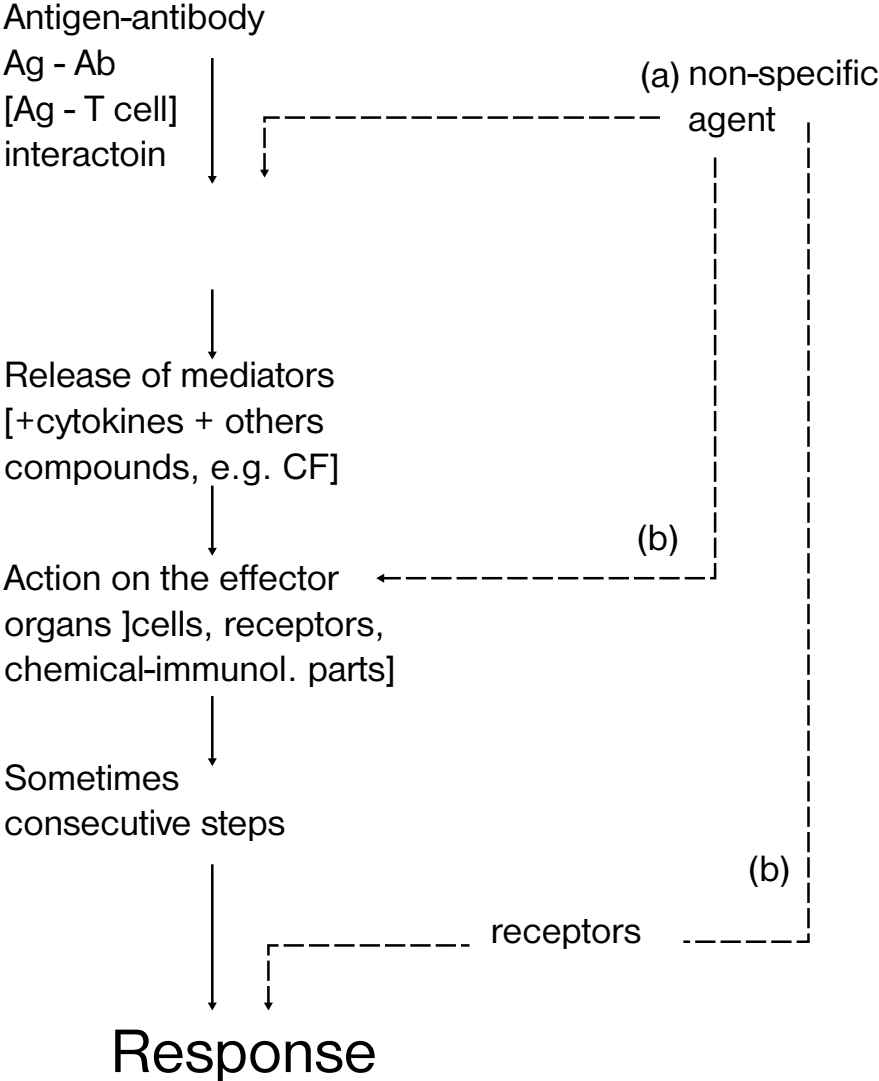 Antigen-antibody
Ag - Ab
[Ag - T cell]
interactoin
(a) non-specific
agent
Release of mediators
[+cytokines + others
compounds, e.g. CF]
(b)
Action on the effector
organs ]cells, receptors,
chemical-immunol. parts]
Sometimes
consecutive steps
(b)
receptors
Response